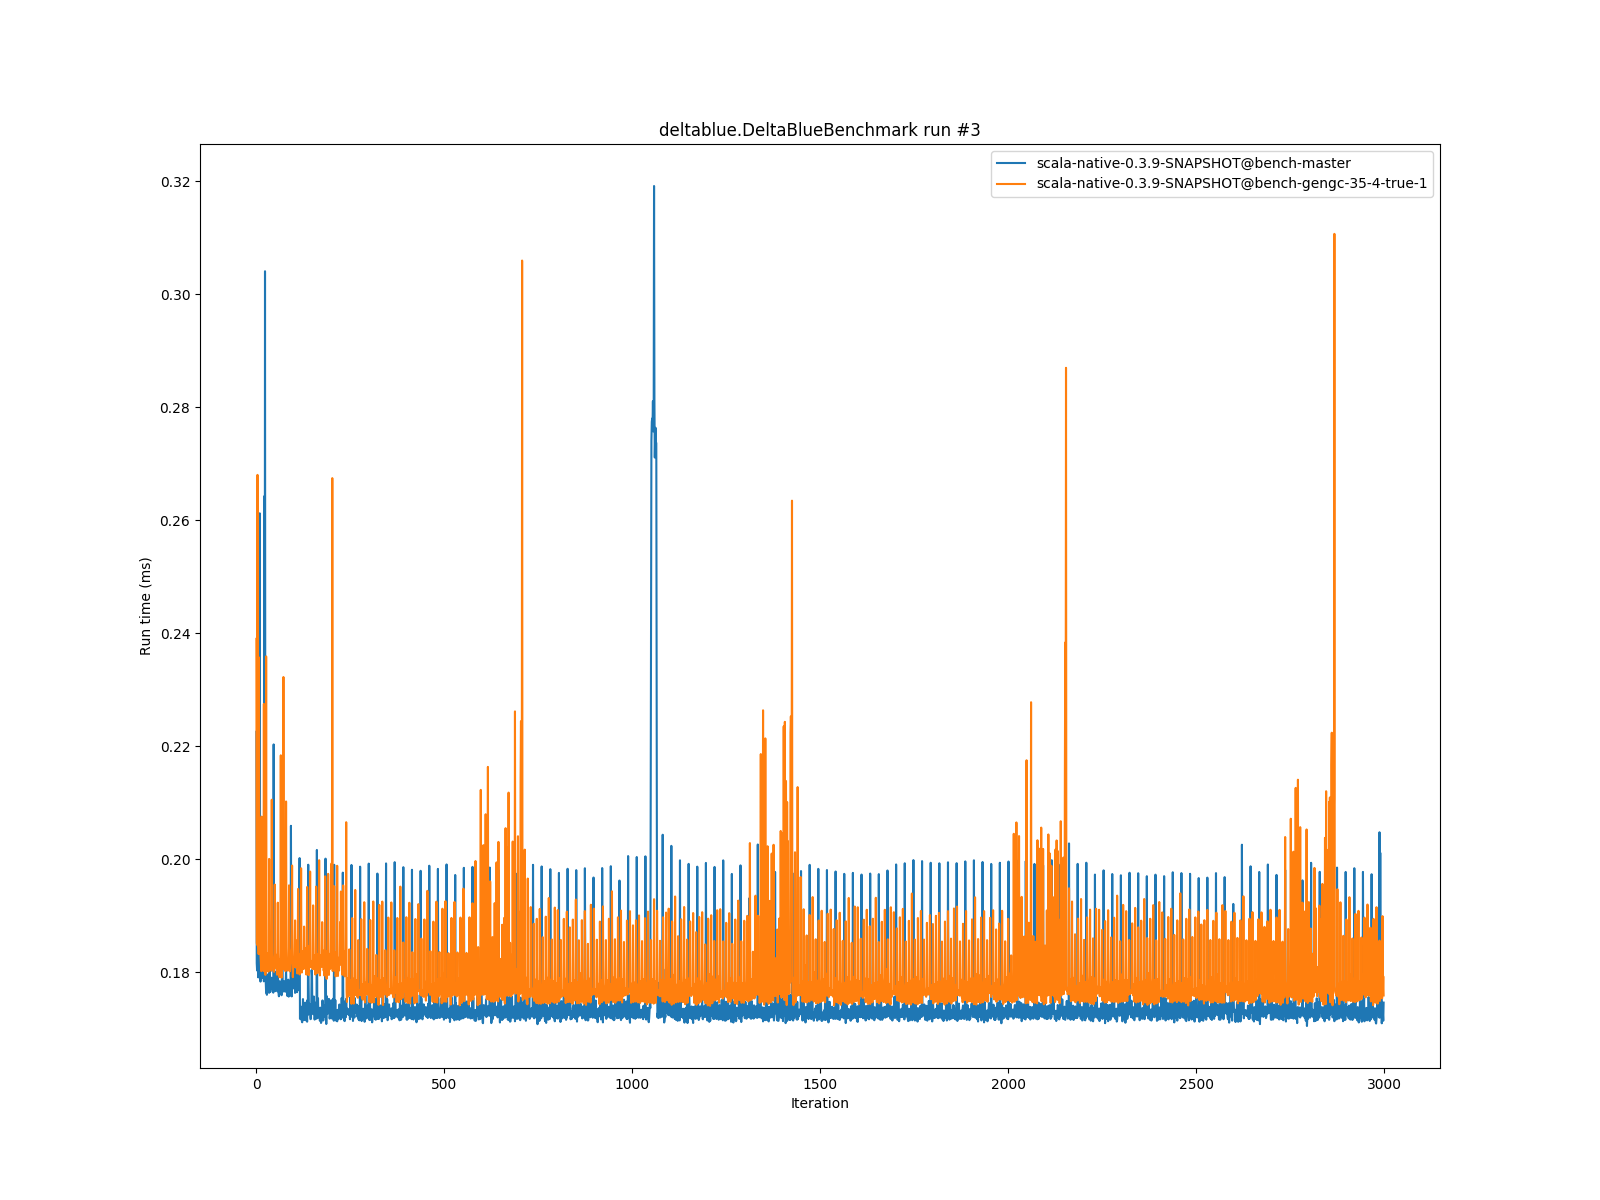 deltablue.DeltaBlueBenchmark run #3
scala-native-0.3.9-SNAPSHOT@bench-master
scala-native-0.3.9-SNAPSHOT@bench-gengc-35-4-true-1
0.32
0.30
0.28
0.26
0.24
0.22
0.20
0.18
Run time (ms)
0 500 1000 1500 2000 2500 3000
Iteration